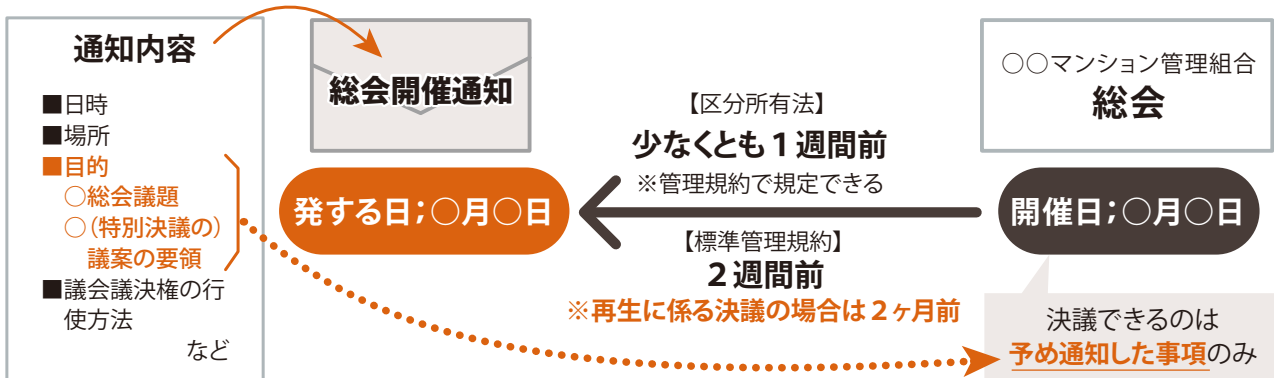 通知内容
■日時
■場所
■目的
○総会議題
○(特別決議の)
議案の要領
■議会議決権の行
使方法
など
総会開催通知
発する日；○月○日
【区分所有法】
少なくとも1週間前
※管理規約で規定できる
【標準管理規約】
2週間前
※再生に係る決議の場合は2ヶ月前
○○マンション管理組合
総会
開催日；○月○日
決議できるのは
予め通知した事項のみ